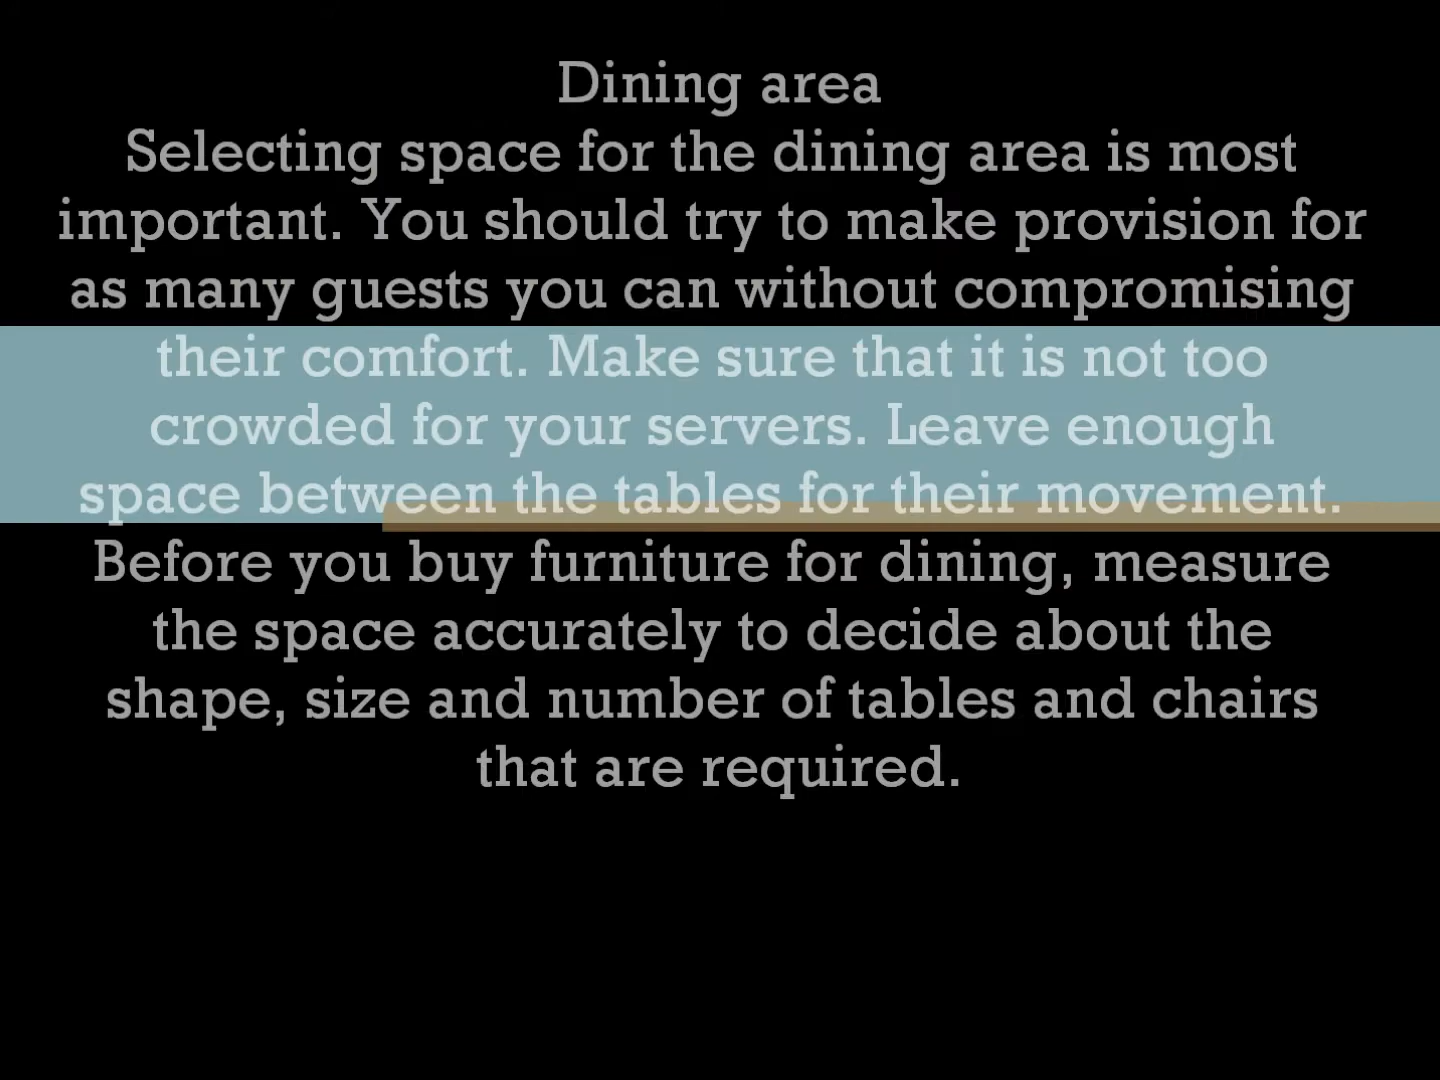 Dining area
Selecting space for the dining area is most
important. You should try to make provision for
as many guests you can without compromising
their comfort. Make sure that it is not too
crowded for your servers. Leave enough
space between the tables for their movement.
Before you buy furniture for dining, measure
the space accurately to decide about the
shape, size and number of tables and chairs
that are required.